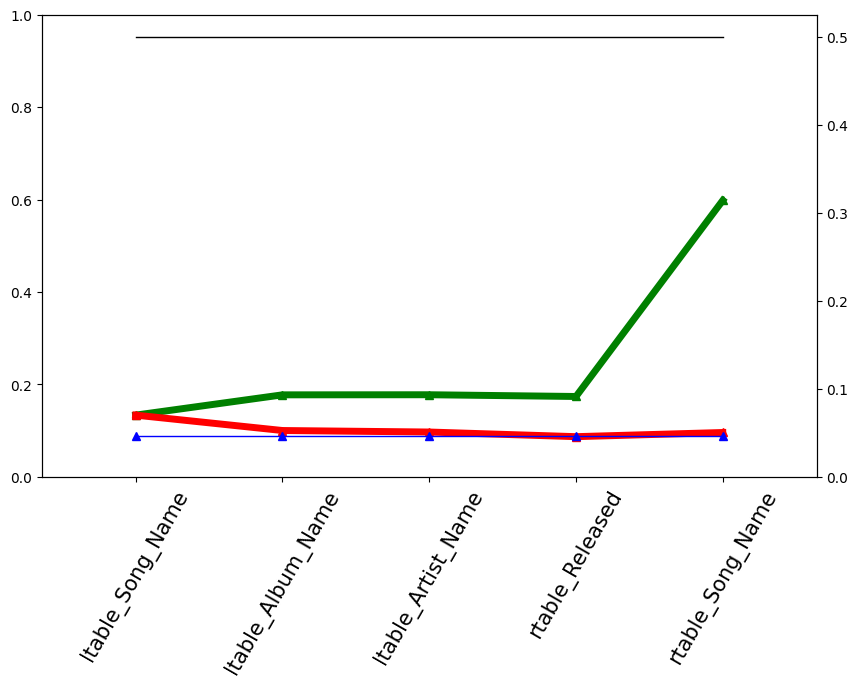 1.0
0.8
0.6
0.4
0.2
0.0
0.5
0.4
0.3
0.2
0.1
0.0
ltable_Song_Name
ltable_Album_Name
ltable_Artist_Name
rtable_Released
rtable_Song_Name